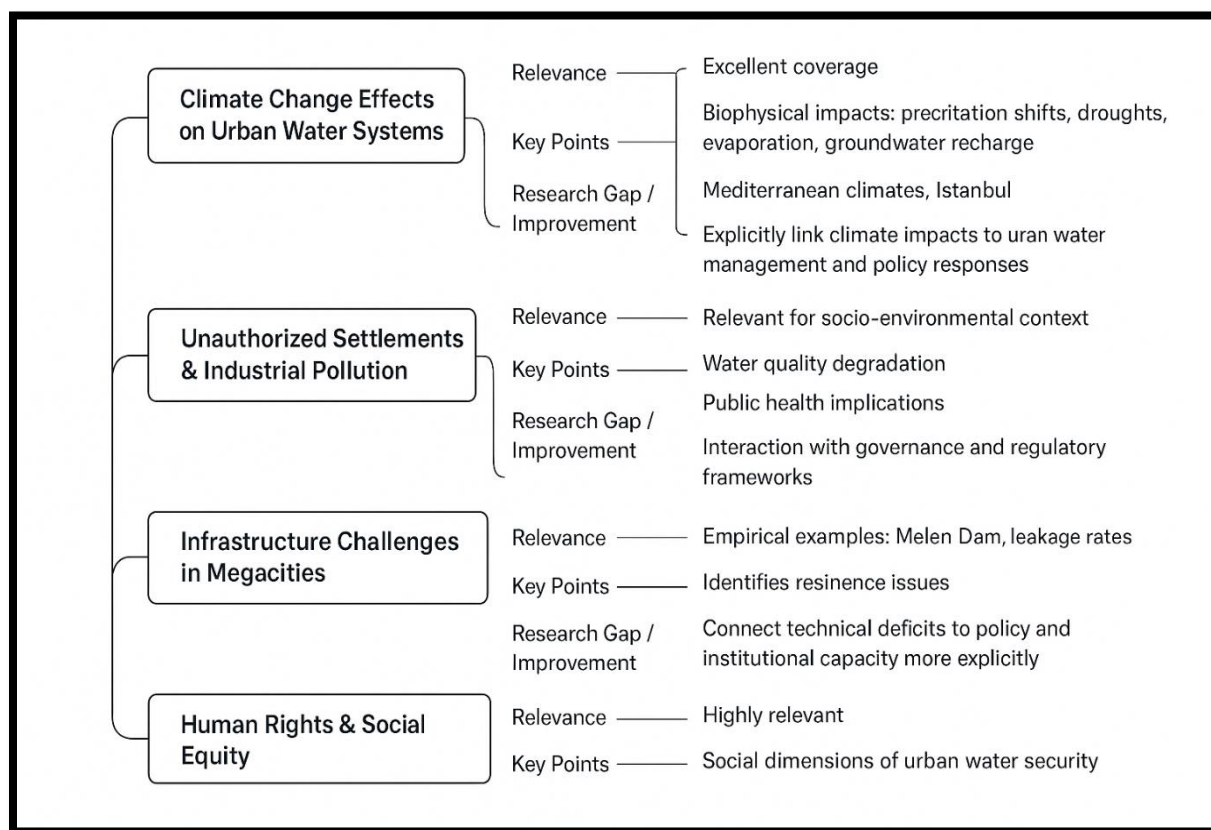 Climate Change Effects
on Urban Water Systems
Relevance
Excellent coverage
Key Points
Biophysical impacts: precritation shifts, droughts,
evaporation, groundwater recharge
Research Gap /
Improvement
Mediterranean climates, Istanbul
Explicitly link climate impacts to uran water
management and policy responses
Unauthorized Settlements
& Industrial Pollution
Relevance
Relevant for socio-environmental context
Key Points
Water quality degradation
Public health implications
Research Gap /
Improvement
Interaction with governance and regulatory
frameworks
Infrastructure Challenges
in Megacities
Relevance
Empirical examples: Melen Dam, leakage rates
Key Points
Identifies resinence issues
Research Gap /
Improvement
Connect technical deficits to policy and
institutional capacity more explicitly
Human Rights & Social
Equity
Relevance
Highly relevant
Key Points
Social dimensions of urban water security